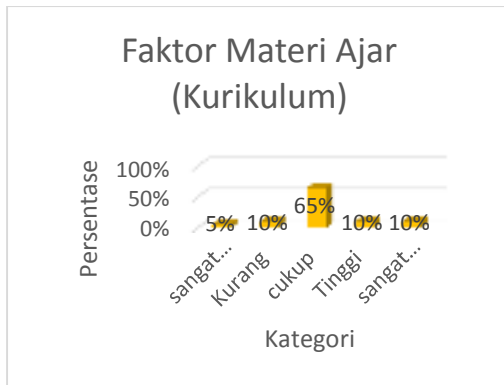 Faktor Materi Ajar
(Kurikulum)
Persentase
100%
50%
0%
5%
10%
65%
10%
10%
sangat...
Kurang
cukup
Tinggi
sangat...
Kategori